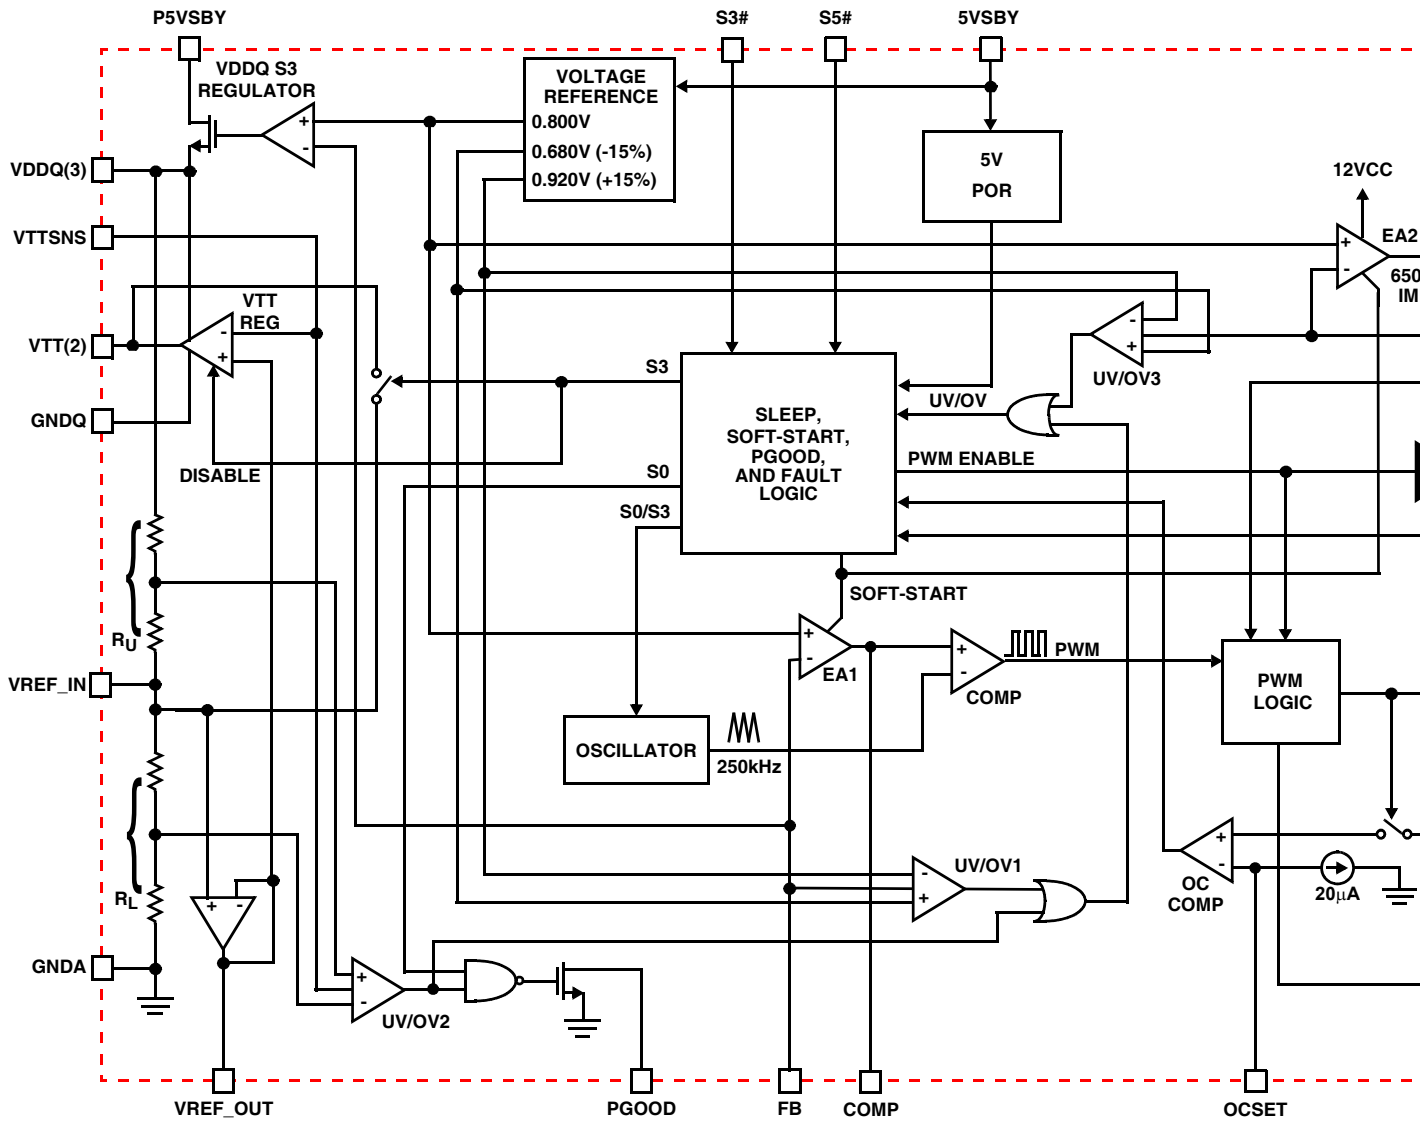 P5VSBY
S3#
S5#
5VSBY
VDDQ S3
REGULATOR
+
-
VOLTAGE
REFERENCE
0.800V
0.680V (-15%)
0.920V (+15%)
5V
POR
12VCC
VDDQ(3)
VTTSNS
+
-
EA2
650
IM
VTT
REG
-
+
VTT(2)
-
+
UV/OV3
S3
UV/OV
GNDQ
DISABLE
SLEEP,
SOFT-START,
PGOOD,
AND FAULT
LOGIC
S0
PWM ENABLE
S0/S3
SOFT-START
RU
+
-
EA1
+
-
COMP
PWM
VREF_IN
PWM
LOGIC
OSCILLATOR
250kHz
RL
+
-
UV/OV1
-
+
+
-
OC
COMP
20μA
GNDA
+
-
UV/OV2
VREF_OUT
PGOOD
FB
COMP
OCSET